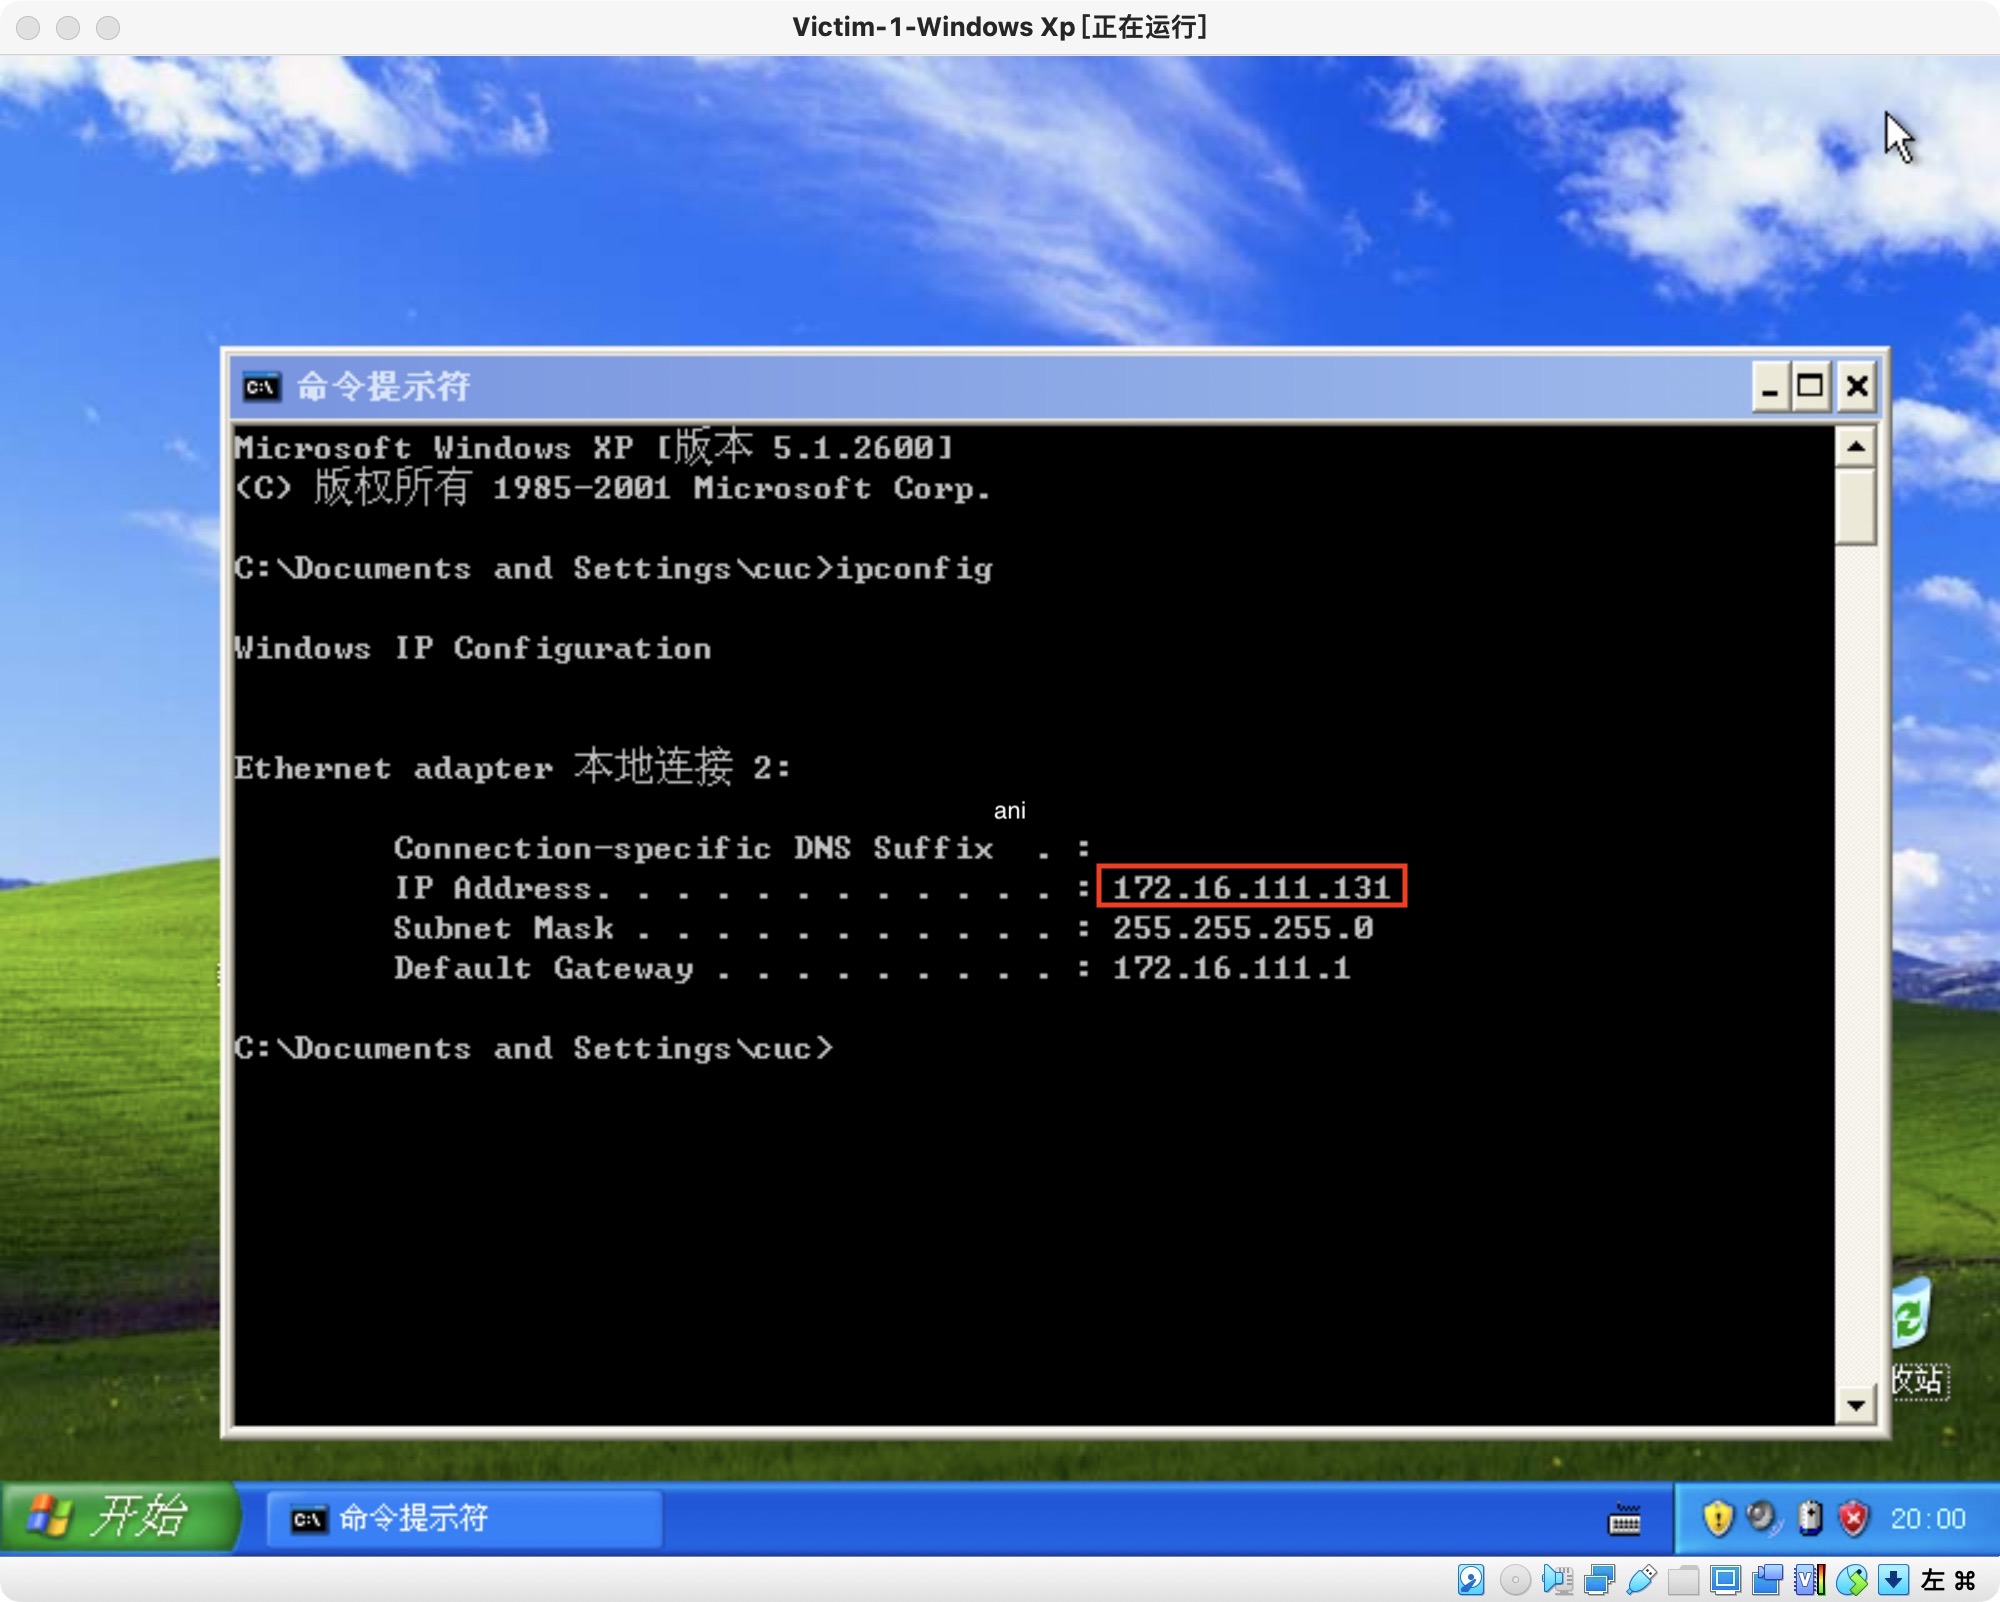 Victim-1-Windows Xp [正在运行]
命令提示符
Microsoft Windows XP [版本 5.1.2600]
(C) 版权所有 1985-2001 Microsoft Corp.
C:\Documents and Settings\cuc>ipconfig
Windows IP Configuration
Ethernet adapter 本地连接 2:
ani
Connection-specific DNS Suffix  . :
IP Address. . . . . . . . . . . . : 172.16.111.131
Subnet Mask . . . . . . . . . . . : 255.255.255.0
Default Gateway . . . . . . . . . : 172.16.111.1
C:\Documents and Settings\cuc>
收站
开始
命令提示符
20:00
左 ⌘